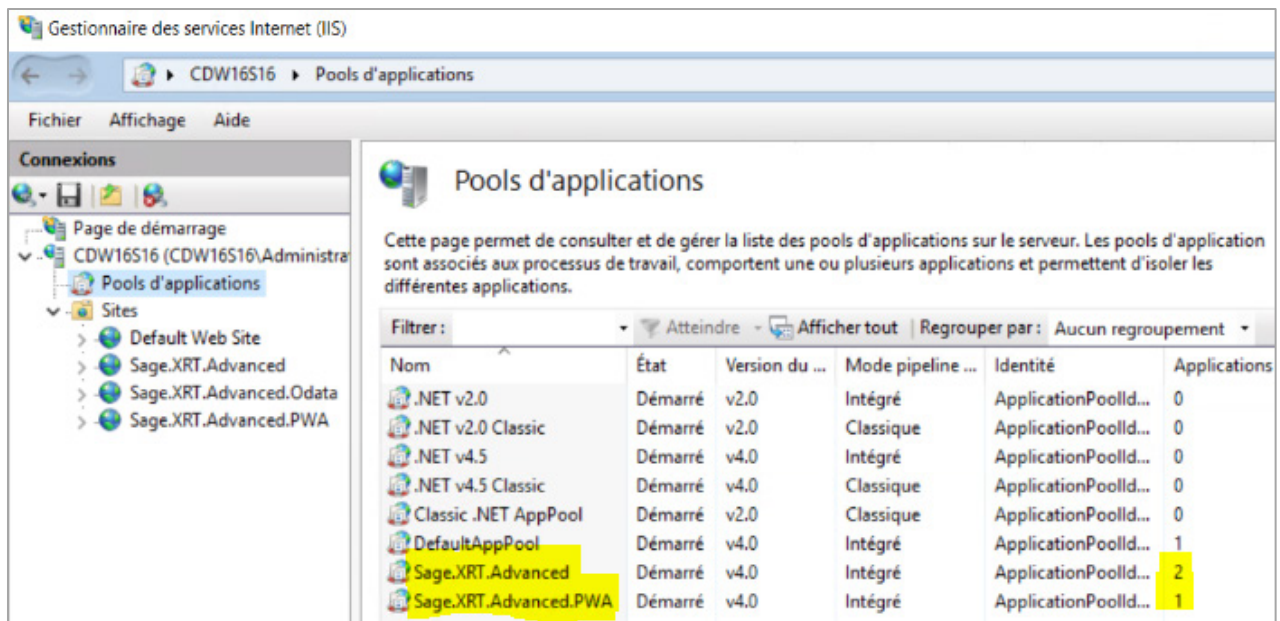 Gestionnaire des services Internet (IIS)
CDW16S16 Pools d'applications
Fichier Affichage Aide
Connexions
Page de démarrage
CDW16S16 (CDW16S16\Administra
Pools d'applications
Sites
Default Web Site
Sage.XRT.Advanced
Sage.XRT.Advanced.Odata
Sage.XRT.Advanced.PWA
Pools d'applications
Cette page permet de consulter et de gérer la liste des pools d'applications sur le serveur. Les pools d'application
sont associés aux processus de travail, comportent une ou plusieurs applications et permettent d'isoler les
différentes applications.
Filtrer : Atteindre Afficher tout Regrouper par : Aucun regroupement
Nom État Version du ... Mode pipeline ... Identité Applications
.NET v2.0 Démarré v2.0 Intégré ApplicationPoolId... 0
.NET v2.0 Classic Démarré v2.0 Classique ApplicationPoolId... 0
.NET v4.5 Démarré v4.0 Intégré ApplicationPoolId... 0
.NET v4.5 Classic Démarré v4.0 Classique ApplicationPoolId... 0
Classic .NET AppPool Démarré v2.0 Classique ApplicationPoolId... 0
DefaultAppPool Démarré v4.0 Intégré ApplicationPoolId... 1
Sage.XRT.Advanced Démarré v4.0 Intégré ApplicationPoolId... 2
Sage.XRT.Advanced.PWA Démarré v4.0 Intégré ApplicationPoolId... 1